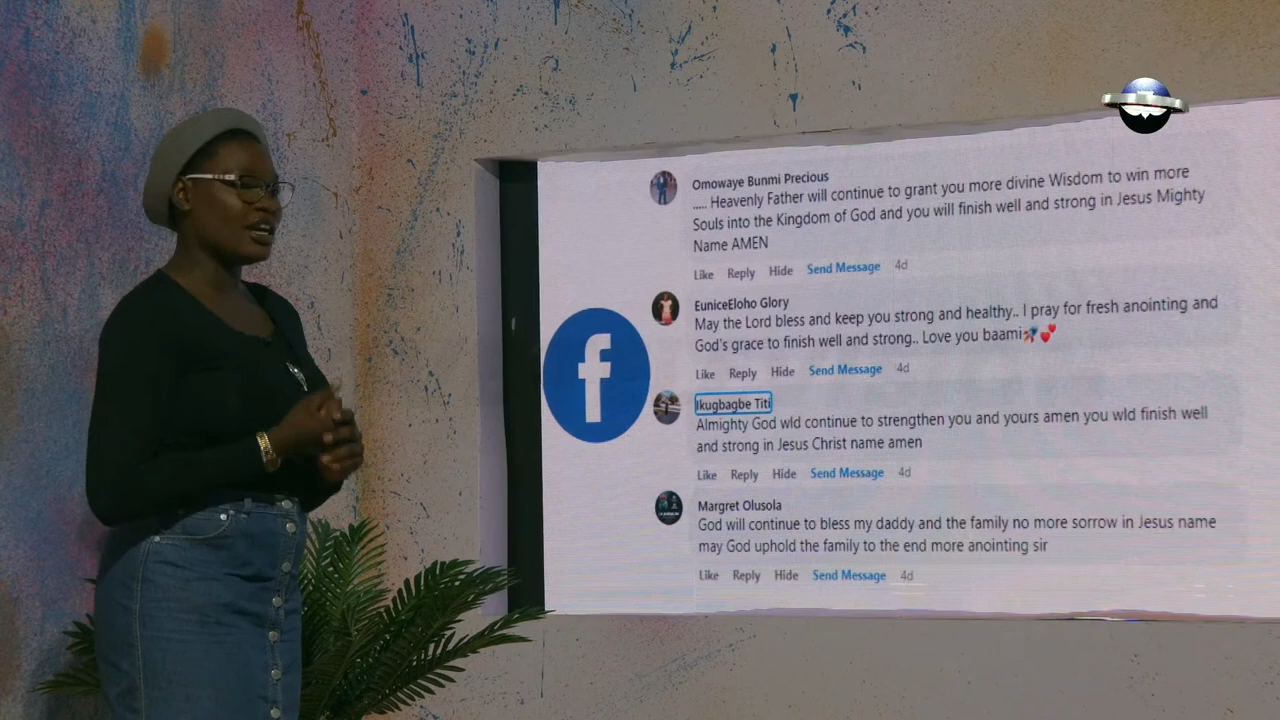 Omowaye Bunmi Precious
..... Heavenly Father will continue to grant you more divine Wisdom to win more
Souls into the Kingdom of God and you will finish well and strong in Jesus Mighty
Name AMEN
Like Reply Hide Send Message 4d
EuniceEloho Glory
May the Lord bless and keep you strong and healthy.. I pray for fresh anointing and
God's grace to finish well and strong.. Love you baami🎉💕
Like Reply Hide Send Message 4d
f
Ikugbagbe Titi
Almighty God wld continue to strengthen you and yours amen you wld finish well
and strong in Jesus Christ name amen
Like Reply Hide Send Message 4d
Margret Olusola
God will continue to bless my daddy and the family no more sorrow in Jesus name
may God uphold the family to the end more anointing sir
Like Reply Hide Send Message 4d